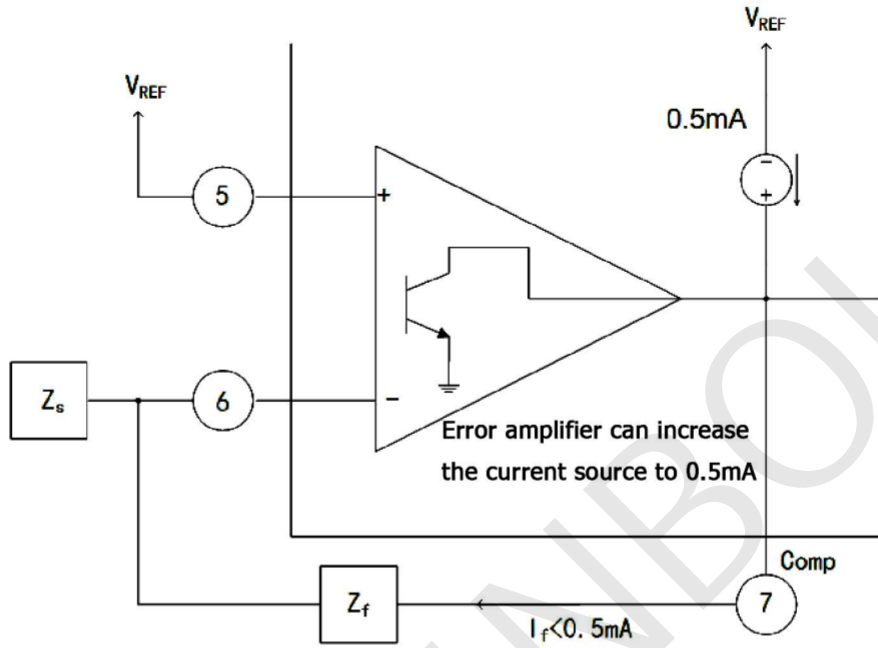 V_REF
V_REF
0.5mA
5
+
-
+
Z_s
6
-
Error amplifier can increase
the current source to 0.5mA
Comp
Z_f
7
I_f<0.5mA